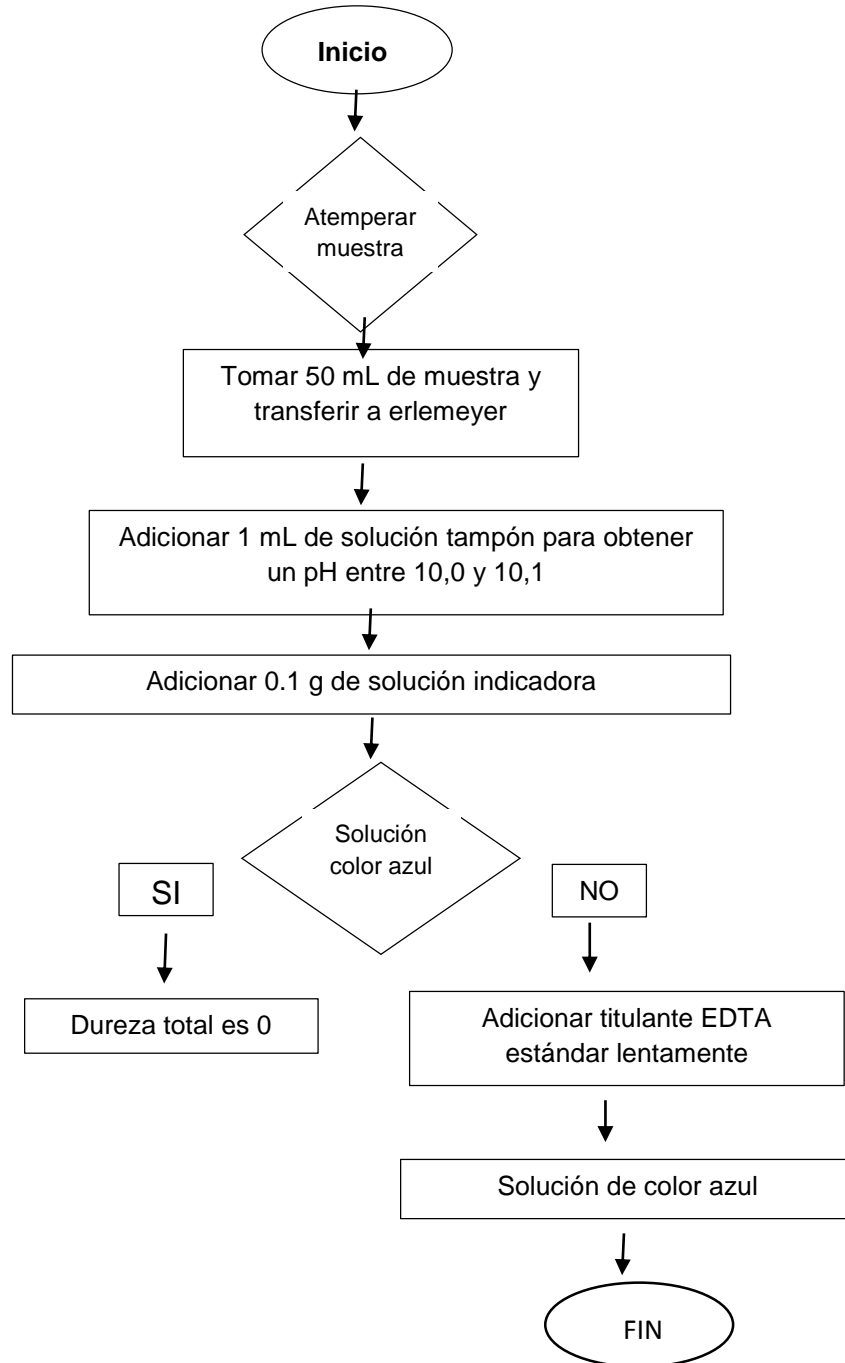 Inicio
Atemperar
muestra
Tomar 50 mL de muestra y
transferir a erlemeyer
Adicionar 1 mL de solución tampón para obtener
un pH entre 10,0 y 10,1
Adicionar 0.1 g de solución indicadora
Solución
color azul
SI
NO
Dureza total es 0
Adicionar titulante EDTA
estándar lentamente
Solución de color azul
FIN